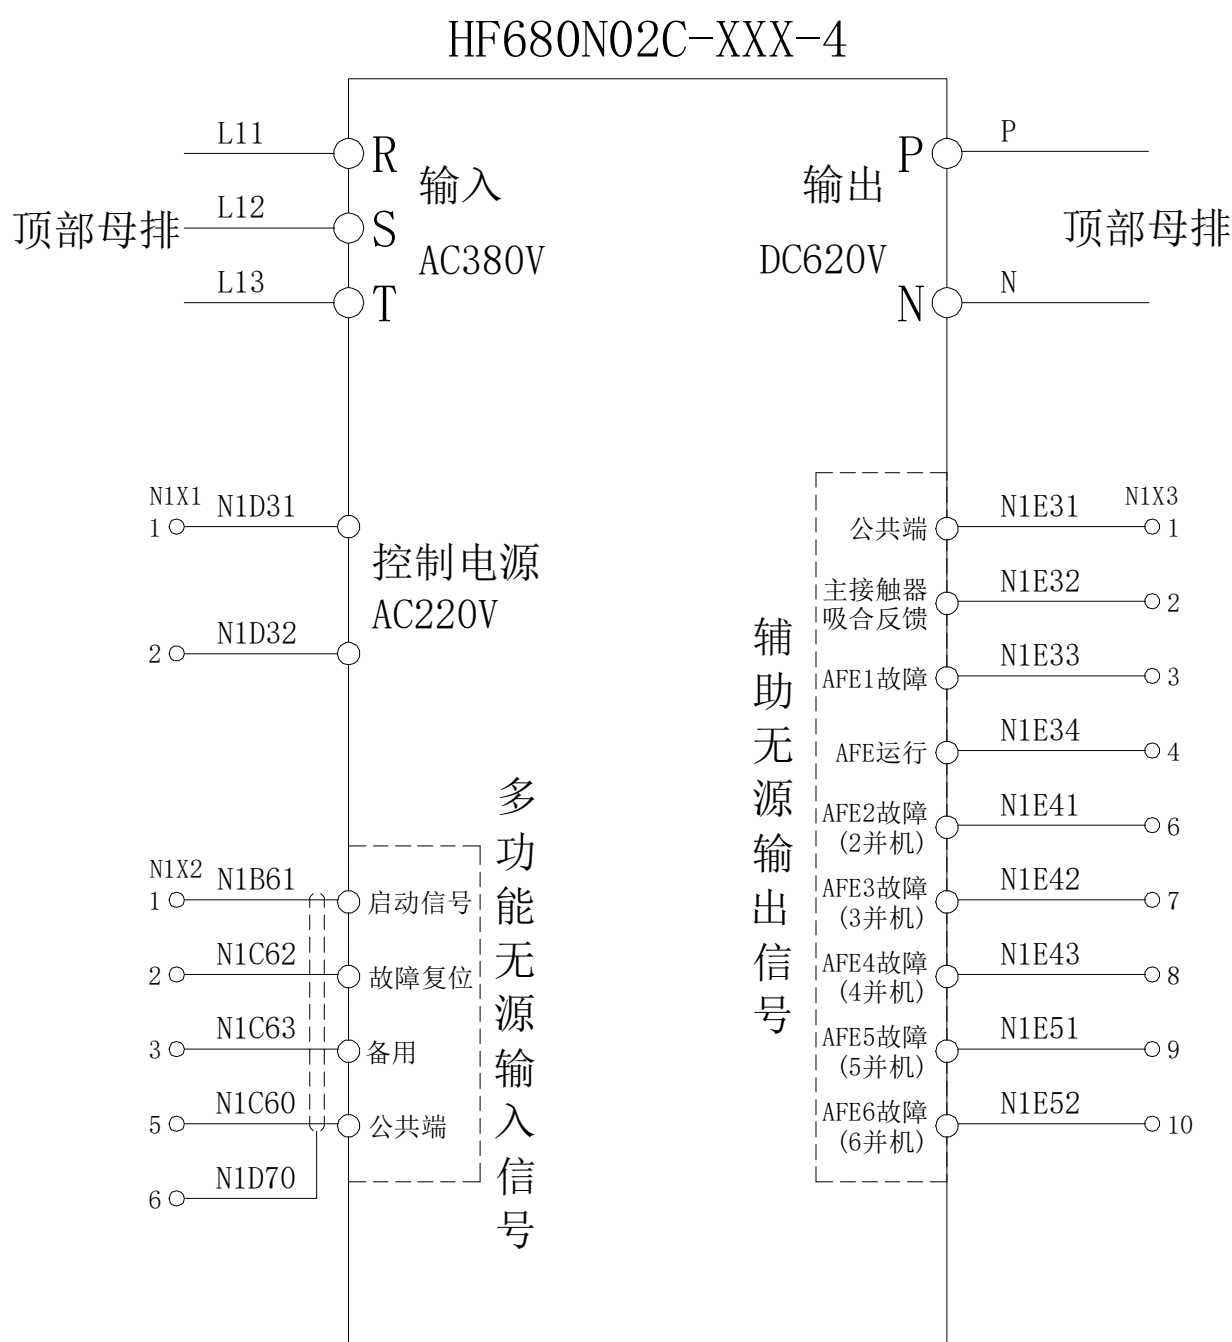 HF680N02C-XXX-4
L11
R
输入
输出
P
P
顶部母排
L12
S
AC380V
DC620V
顶部母排
L13
T
N
N
N1X1
1
N1D31
控制电源
AC220V
2
N1D32
多功能无源输入信号
N1X2
1
N1B61
启动信号
2
N1C62
故障复位
3
N1C63
备用
5
N1C60
公共端
6
N1D70
辅助无源输出信号
公共端
N1E31
N1X3
1
主接触器
吸合反馈
N1E32
2
AFE1故障
N1E33
3
AFE运行
N1E34
4
AFE2故障
(2并机)
N1E41
6
AFE3故障
(3并机)
N1E42
7
AFE4故障
(4并机)
N1E43
8
AFE5故障
(5并机)
N1E51
9
AFE6故障
(6并机)
N1E52
10